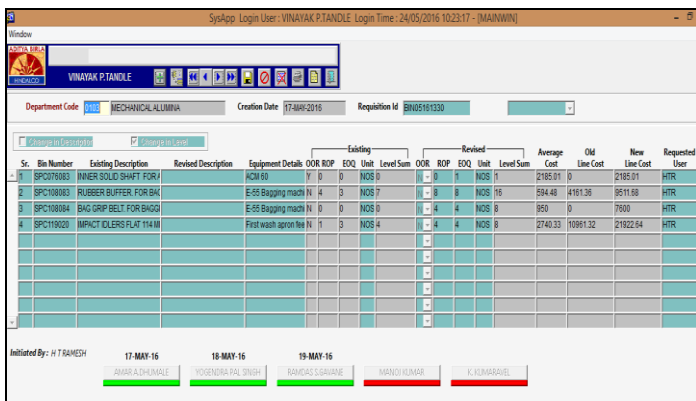 SysApp Login User : VINAYAK P.TANDLE Login Time : 24/05/2016 10:23:17 - [MAINWIN]
Window
ADITYA BIRLA
HINDALCO
VINAYAK P.TANDLE
Department Code 0103 MECHANICAL ALUMINA Creation Date 17-MAY-2016 Requisition Id BIN05161330
Change in Description Change in Level
Existing Revised Average Old New Requested
Sr. Bin Number Existing Description Revised Description Equipment Details OOR ROP EOQ Unit Level Sum OOR ROP EOQ Unit Level Sum Cost Line Cost Line Cost User
1 SPC076083 INNER SOLID SHAFT FOR A ACM 60 Y 0 0 NOS 0 0 1 NOS 1 2185.01 0 2185.01 HTR
2 SPC108083 RUBBER BUFFER, FOR BAG E-55 Bagging machi N 4 3 NOS 7 8 8 NOS 16 594.48 4161.36 9511.68 HTR
3 SPC108084 BAG GRIP BELT, FOR BAGGI E-55 Bagging machi N 0 0 NOS 0 4 4 NOS 8 950 0 7600 HTR
4 SPC119020 IMPACT IDLERS FLAT 114 MI First wash apron fee N 1 3 NOS 4 4 4 NOS 8 2740.33 10961.32 21922.64 HTR
Initiated By : H T RAMESH 17-MAY-16 18-MAY-16 19-MAY-16
AMAR A.DHUMALE YOGENDRA PAL SINGH RAMDAS S.GAVANE MANOJ KUMAR K. KUMARAVEL